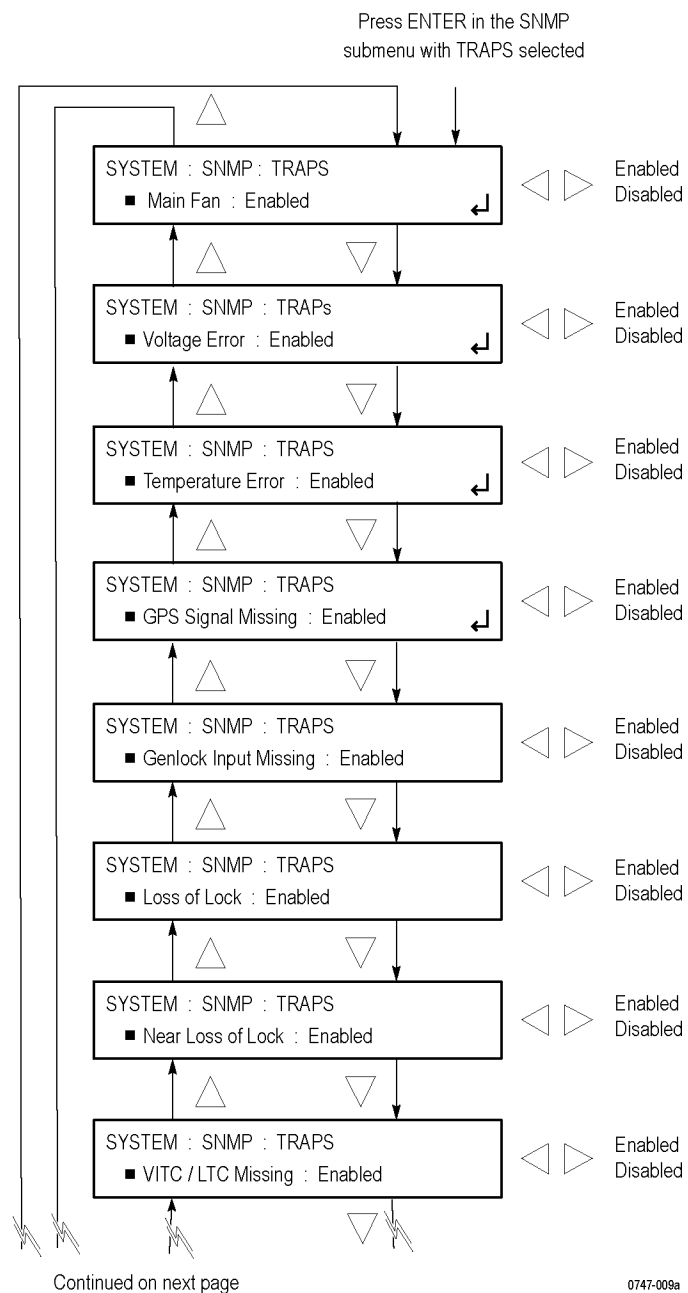 Press ENTER in the SNMP
submenu with TRAPS selected
SYSTEM : SNMP : TRAPS
■ Main Fan : Enabled
Enabled
Disabled
SYSTEM : SNMP : TRAPs
■ Voltage Error : Enabled
Enabled
Disabled
SYSTEM : SNMP : TRAPS
■ Temperature Error : Enabled
Enabled
Disabled
SYSTEM : SNMP : TRAPS
■ GPS Signal Missing : Enabled
Enabled
Disabled
SYSTEM : SNMP : TRAPS
■ Genlock Input Missing : Enabled
Enabled
Disabled
SYSTEM : SNMP : TRAPS
■ Loss of Lock : Enabled
Enabled
Disabled
SYSTEM : SNMP : TRAPS
■ Near Loss of Lock : Enabled
Enabled
Disabled
SYSTEM : SNMP : TRAPS
■ VITC / LTC Missing : Enabled
Enabled
Disabled
Continued on next page
0747-009a